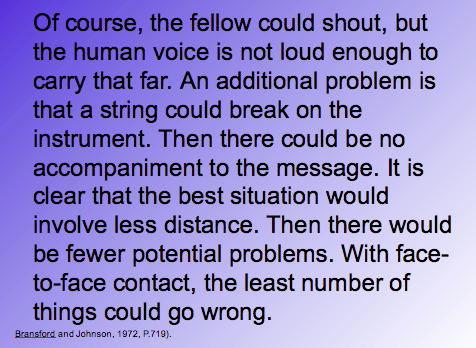 Of course, the fellow could shout, but
the human voice is not loud enough to
carry that far. An additional problem is
that a string could break on the
instrument. Then there could be no
accompaniment to the message. It is
clear that the best situation would
involve less distance. Then there would
be fewer potential problems. With face-
to-face contact, the least number of
things could go wrong.
Bransford and Johnson, 1972, P.719).